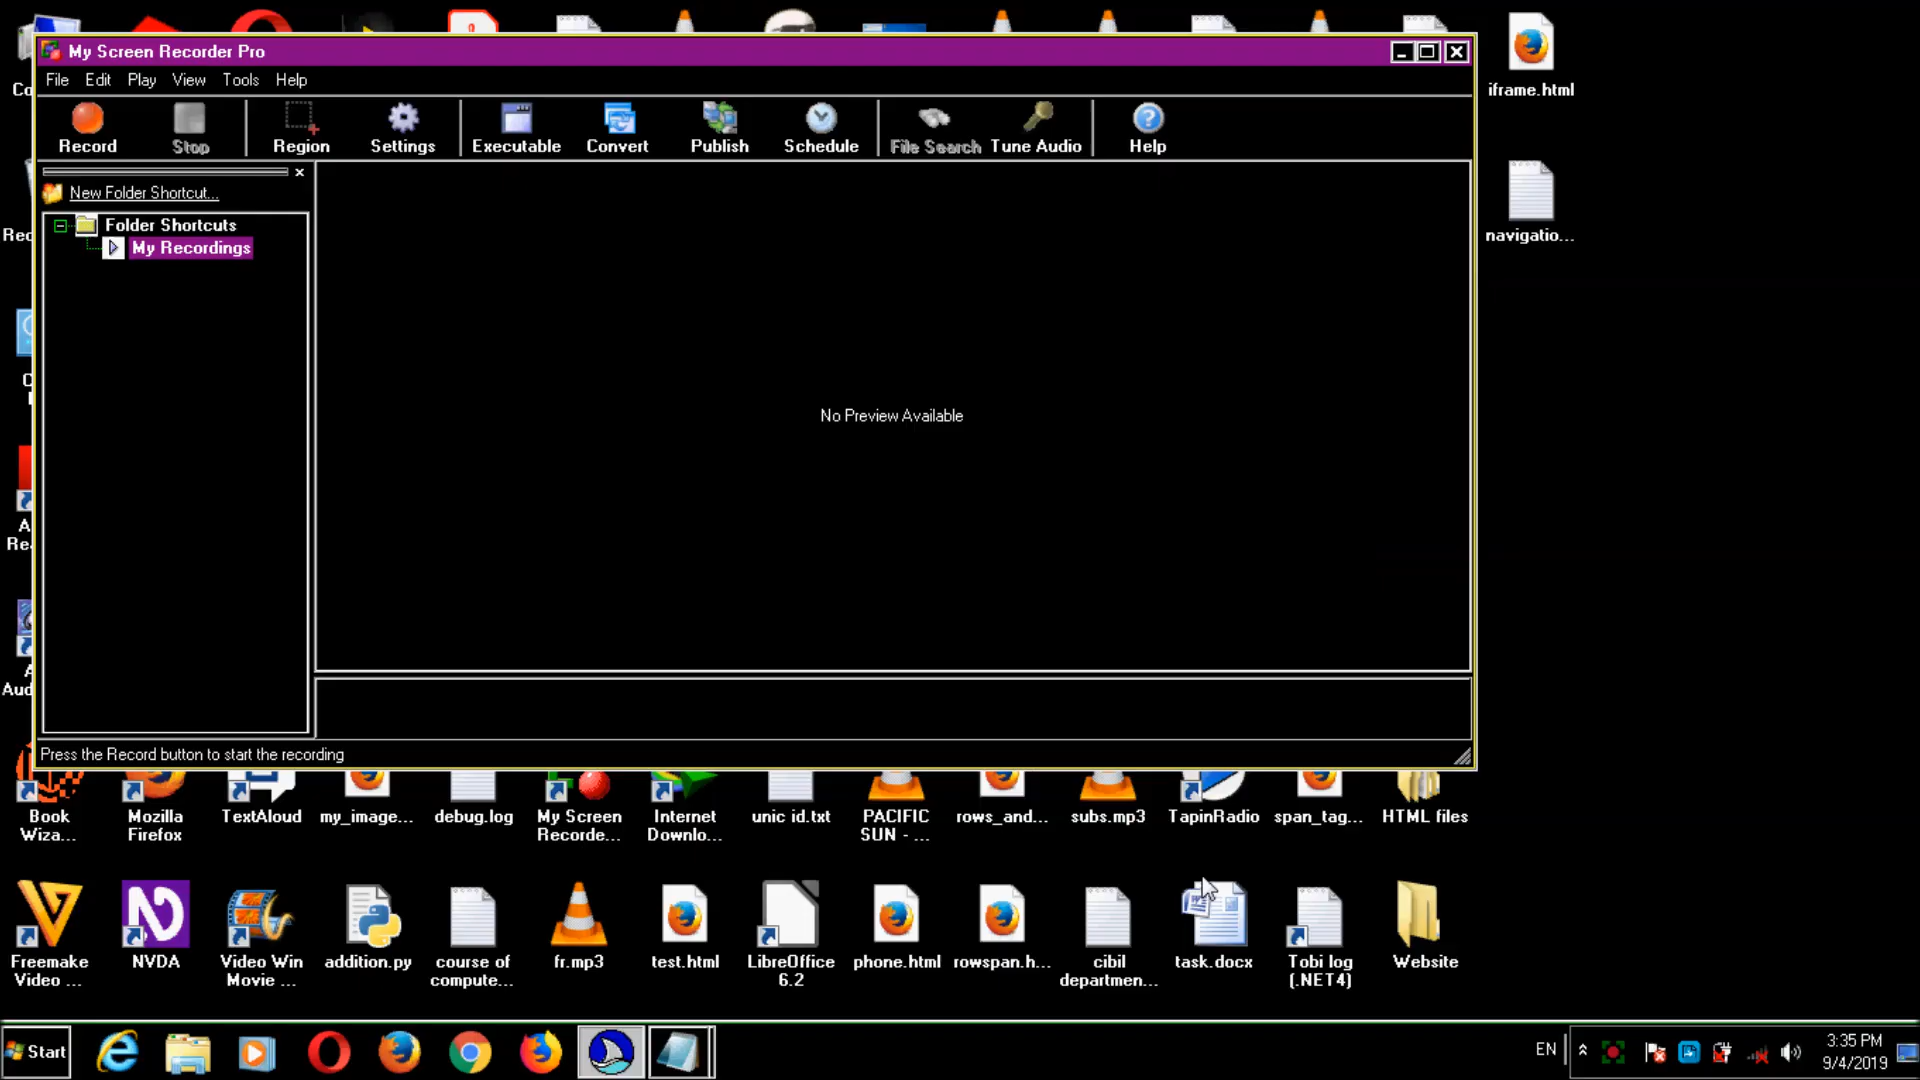 My Screen Recorder Pro
File Edit Play View Tools Help
Record Stop Region Settings Executable Convert Publish Schedule File Search Tune Audio Help
New Folder Shortcut...
Folder Shortcuts
My Recordings
No Preview Available
Press the Record button to start the recording
iframe.html
navigatio...
Book Wiza...
Mozilla Firefox
TextAloud
my_image...
debug.log
My Screen Recorde...
Internet Downlo...
unic id.txt
PACIFIC SUN - ...
rows_and...
subs.mp3
TapinRadio
span_tag...
HTML files
Freemake Video ...
NVDA
Video Win Movie ...
addition.py
course of compute...
fr.mp3
test.html
LibreOffice 6.2
phone.html
rowspan.h...
cibil departmen...
task.docx
Tobi log (.NET4)
Website
Start
EN
3:35 PM
9/4/2019